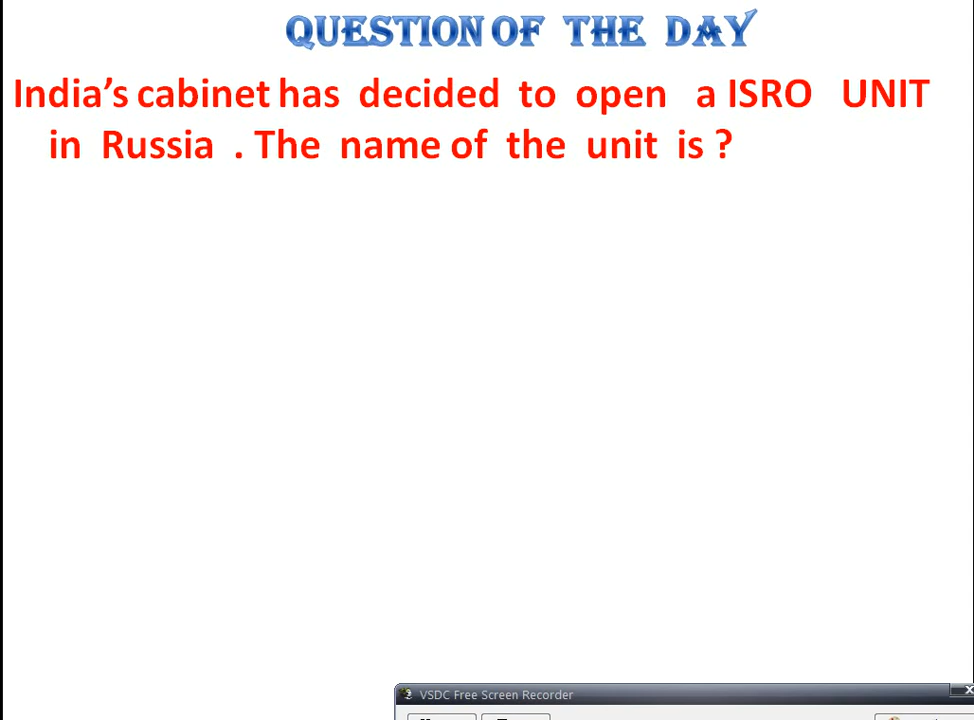 QUESTION OF THE DAY
India’s cabinet has decided to open a ISRO UNIT
in Russia . The name of the unit is ?
VSDC Free Screen Recorder